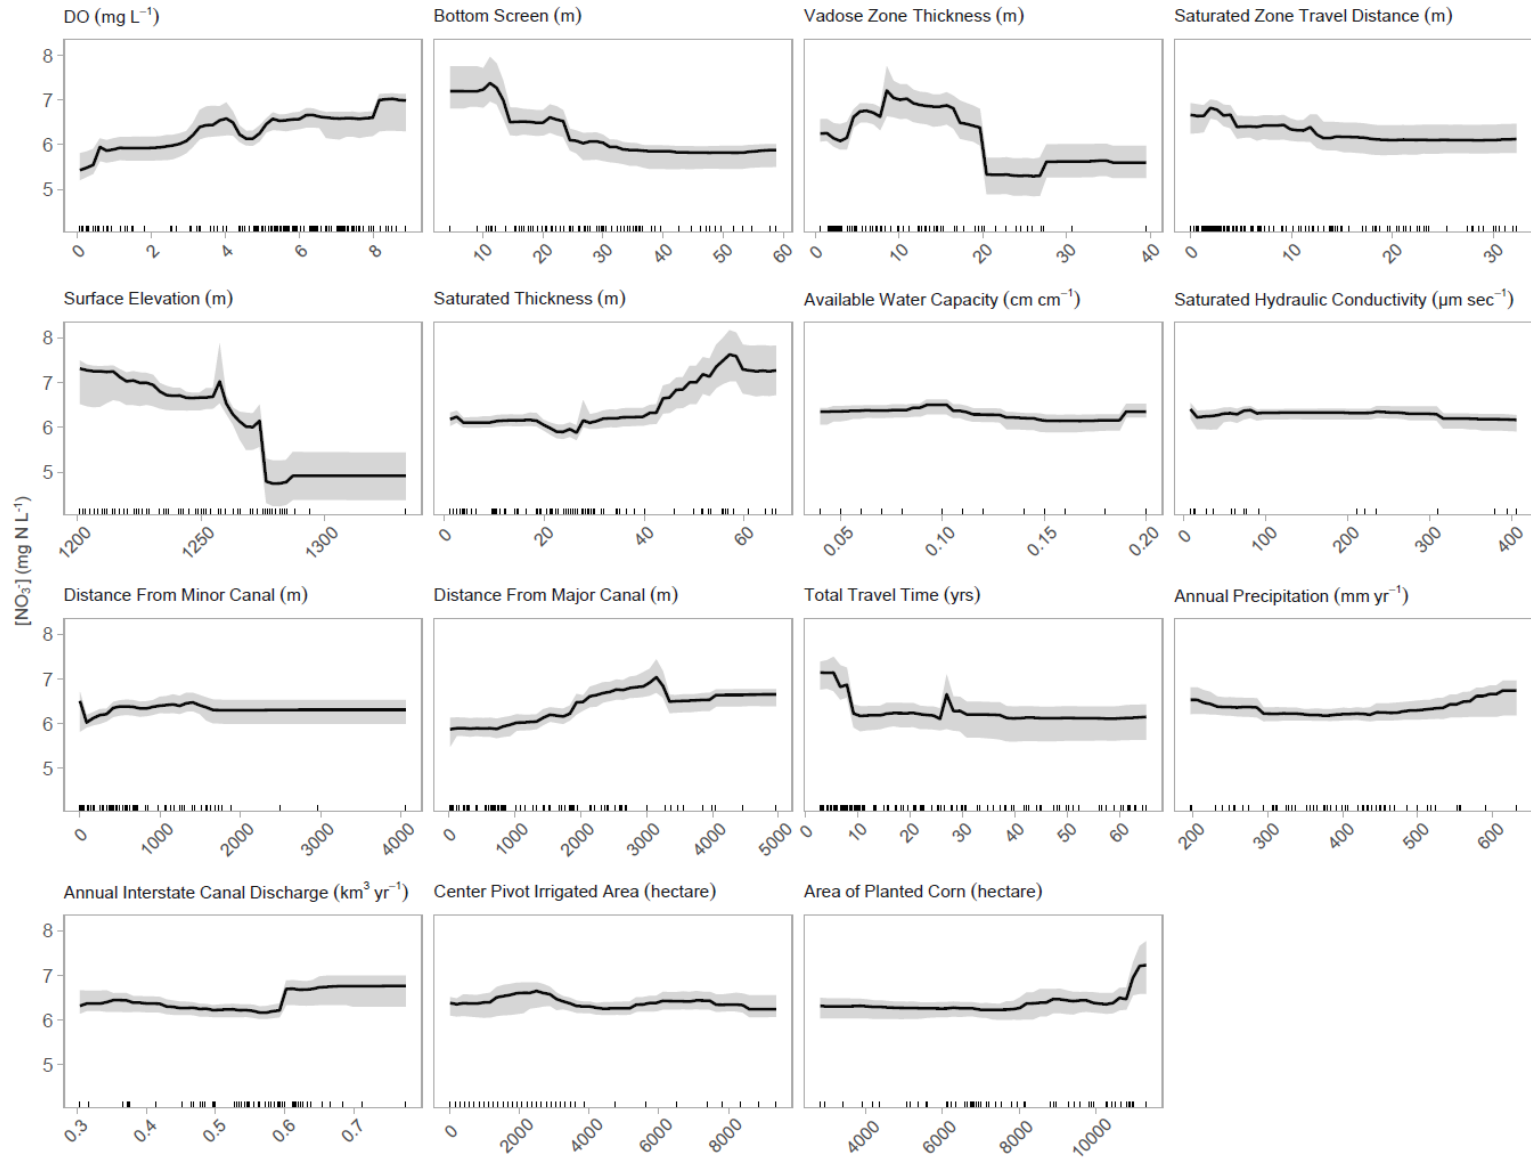 DO (mg L⁻¹) Bottom Screen (m) Vadose Zone Thickness (m) Saturated Zone Travel Distance (m)
8
7
6
5
0 2 4 6 8 10 20 30 40 50 60 0 10 20 30 40 0 10 20 30
Surface Elevation (m) Saturated Thickness (m) Available Water Capacity (cm cm⁻¹) Saturated Hydraulic Conductivity (µm sec⁻¹)
8
7
6
5
1200 1250 1300 0 20 40 60 0.05 0.10 0.15 0.20 0 100 200 300 400
[NO₃⁻] (mg N L⁻¹)
Distance From Minor Canal (m) Distance From Major Canal (m) Total Travel Time (yrs) Annual Precipitation (mm yr⁻¹)
8
7
6
5
0 1000 2000 3000 4000 0 1000 2000 3000 4000 5000 0 10 20 30 40 50 60 200 300 400 500 600
Annual Interstate Canal Discharge (km³ yr⁻¹) Center Pivot Irrigated Area (hectare) Area of Planted Corn (hectare)
8
7
6
5
0.3 0.4 0.5 0.6 0.7 0 2000 4000 6000 8000 4000 6000 8000 10000